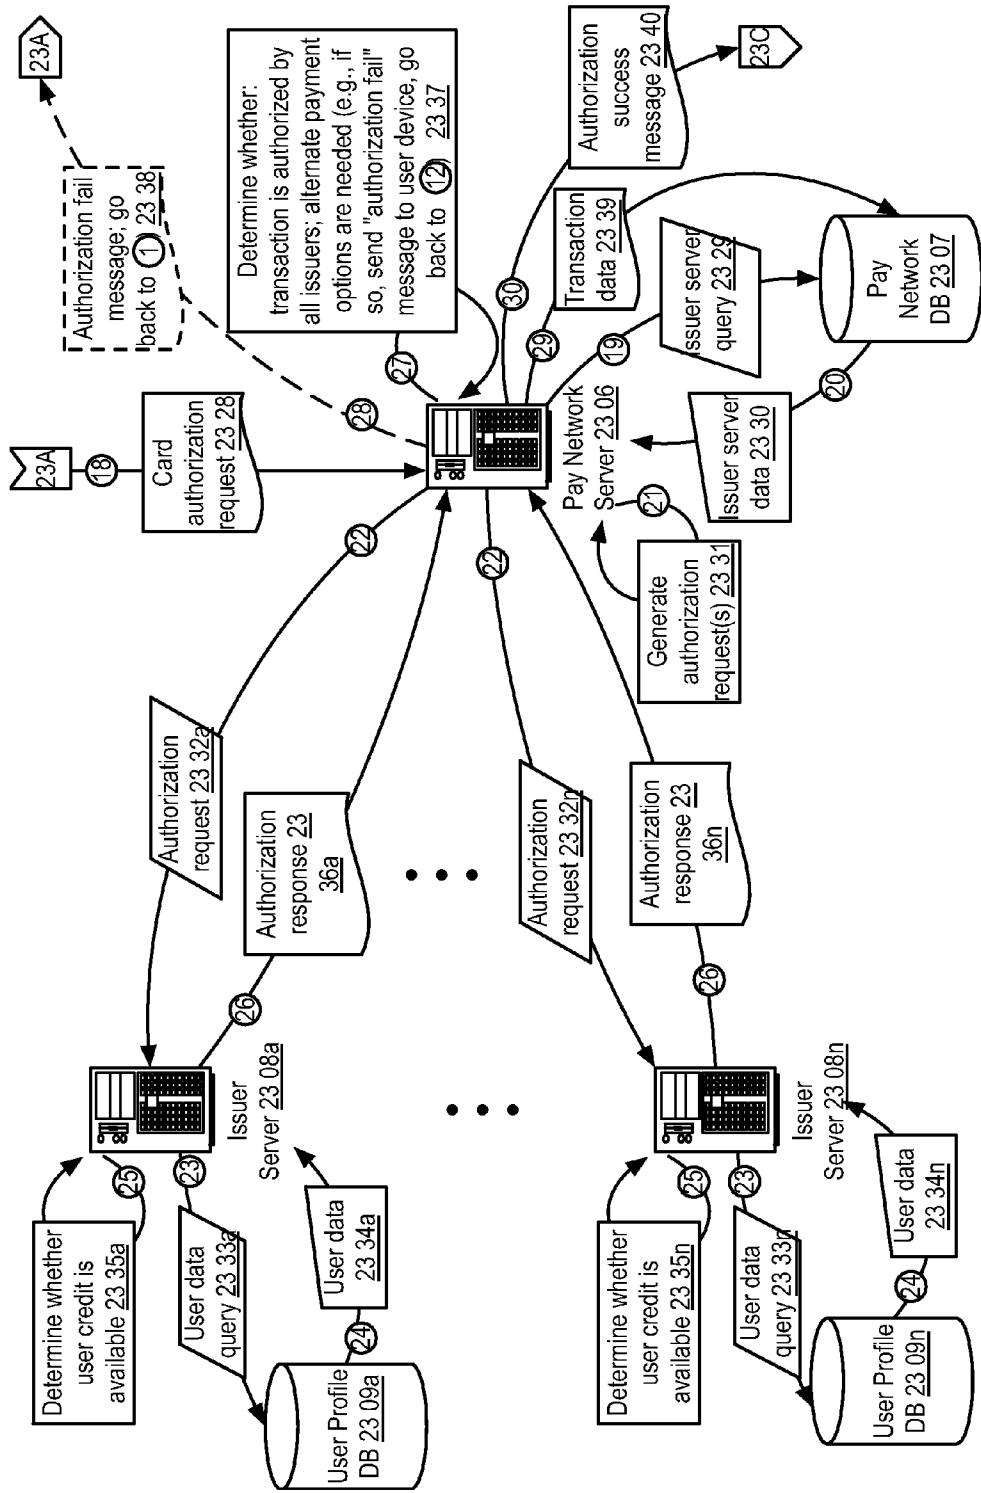 23A
Authorization fail
message; go
back to 1) 23 38
23A
18
Card
authorization
request 23 28
28
27
Determine whether:
transaction is authorized by
all issuers; alternate payment
options are needed (e.g., if
so, send "authorization fail"
message to user device, go
back to 12) 23 37
Authorization
success
message 23 40
23C
30
Transaction
data 23 39
29
19
Issuer server
query 23 29
Pay
Network
DB 23 07
20
Issuer server
data 23 30
Pay Network
Server 23 06
21
Generate
authorization
request(s) 23 31
22
Authorization
request 23 32a
Authorization
response 23
36a
26
22
Authorization
request 23 32n
Authorization
response 23
36n
26
Issuer
Server 23 08a
25
Determine whether
user credit is
available 23 35a
23
User data
query 23 33a
User Profile
DB 23 09a
24
User data
23 34a
Issuer
Server 23 08n
25
Determine whether
user credit is
available 23 35n
23
User data
query 23 33n
User Profile
DB 23 09n
24
User data
23 34n